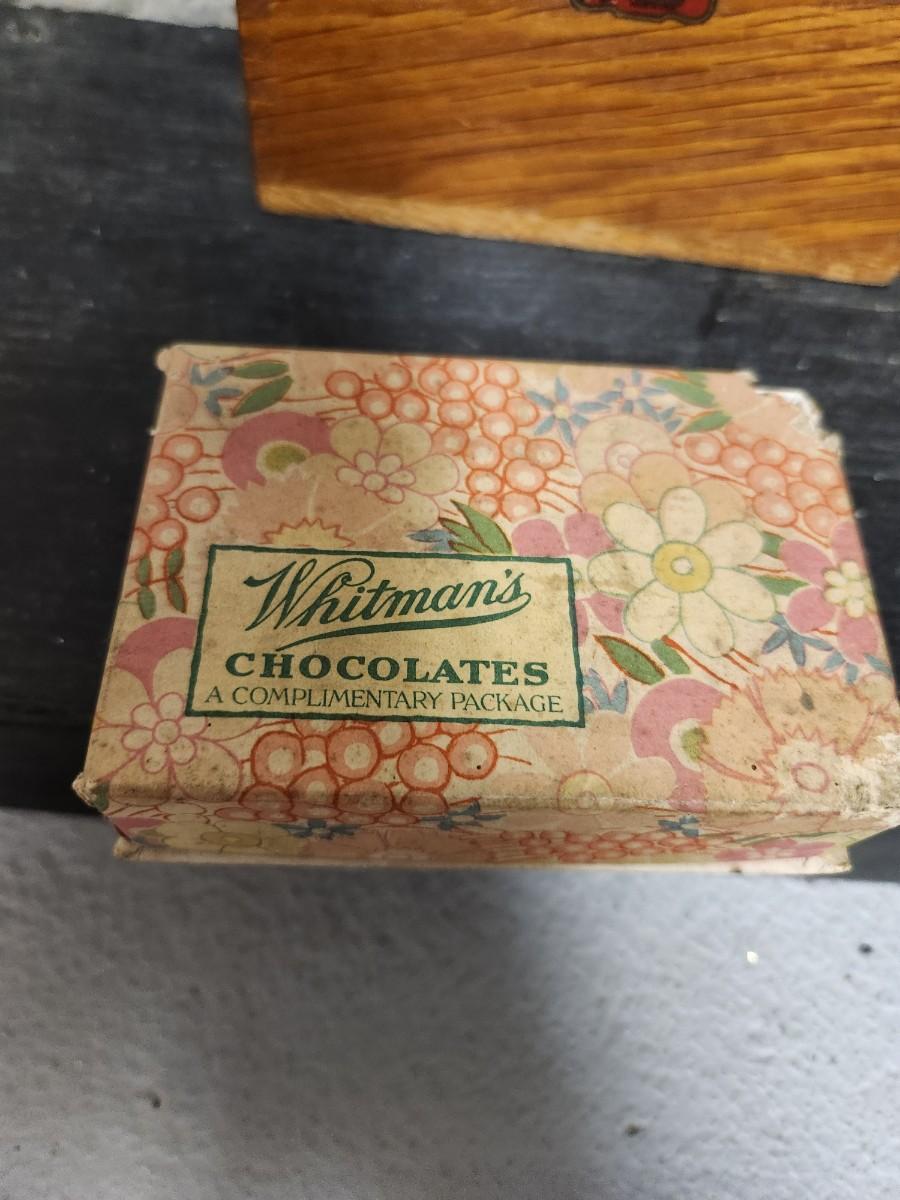 Whitman's
CHOCOLATES
A COMPLIMENTARY PACKAGE